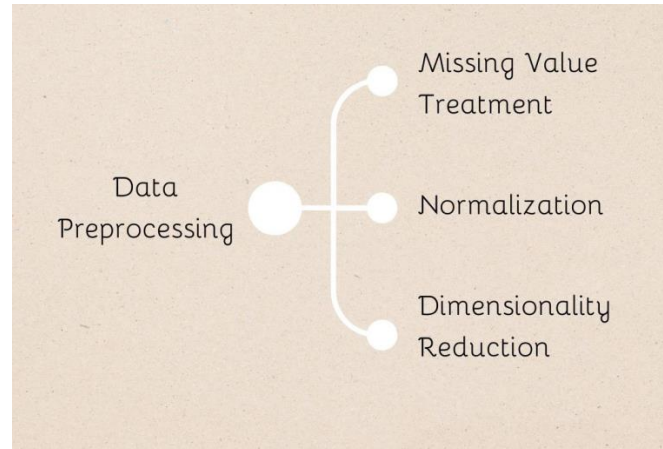 Data
Preprocessing
Missing Value
Treatment
Normalization
Dimensionality
Reduction